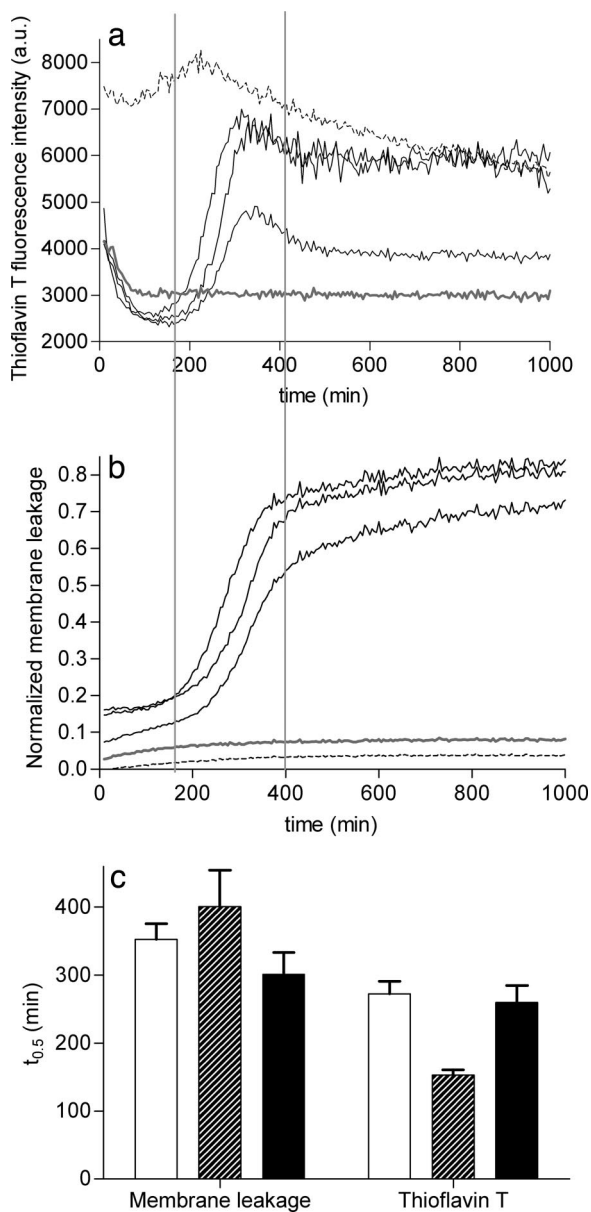 a
Thioflavin T fluorescence intensity (a.u.)
8000
7000
6000
5000
4000
3000
2000
0 200 400 600 800 1000
time (min)
b
Normalized membrane leakage
0.8
0.7
0.6
0.5
0.4
0.3
0.2
0.1
0.0
0 200 400 600 800 1000
time (min)
c
t0.5 (min)
400
300
200
100
0
Membrane leakage Thioflavin T